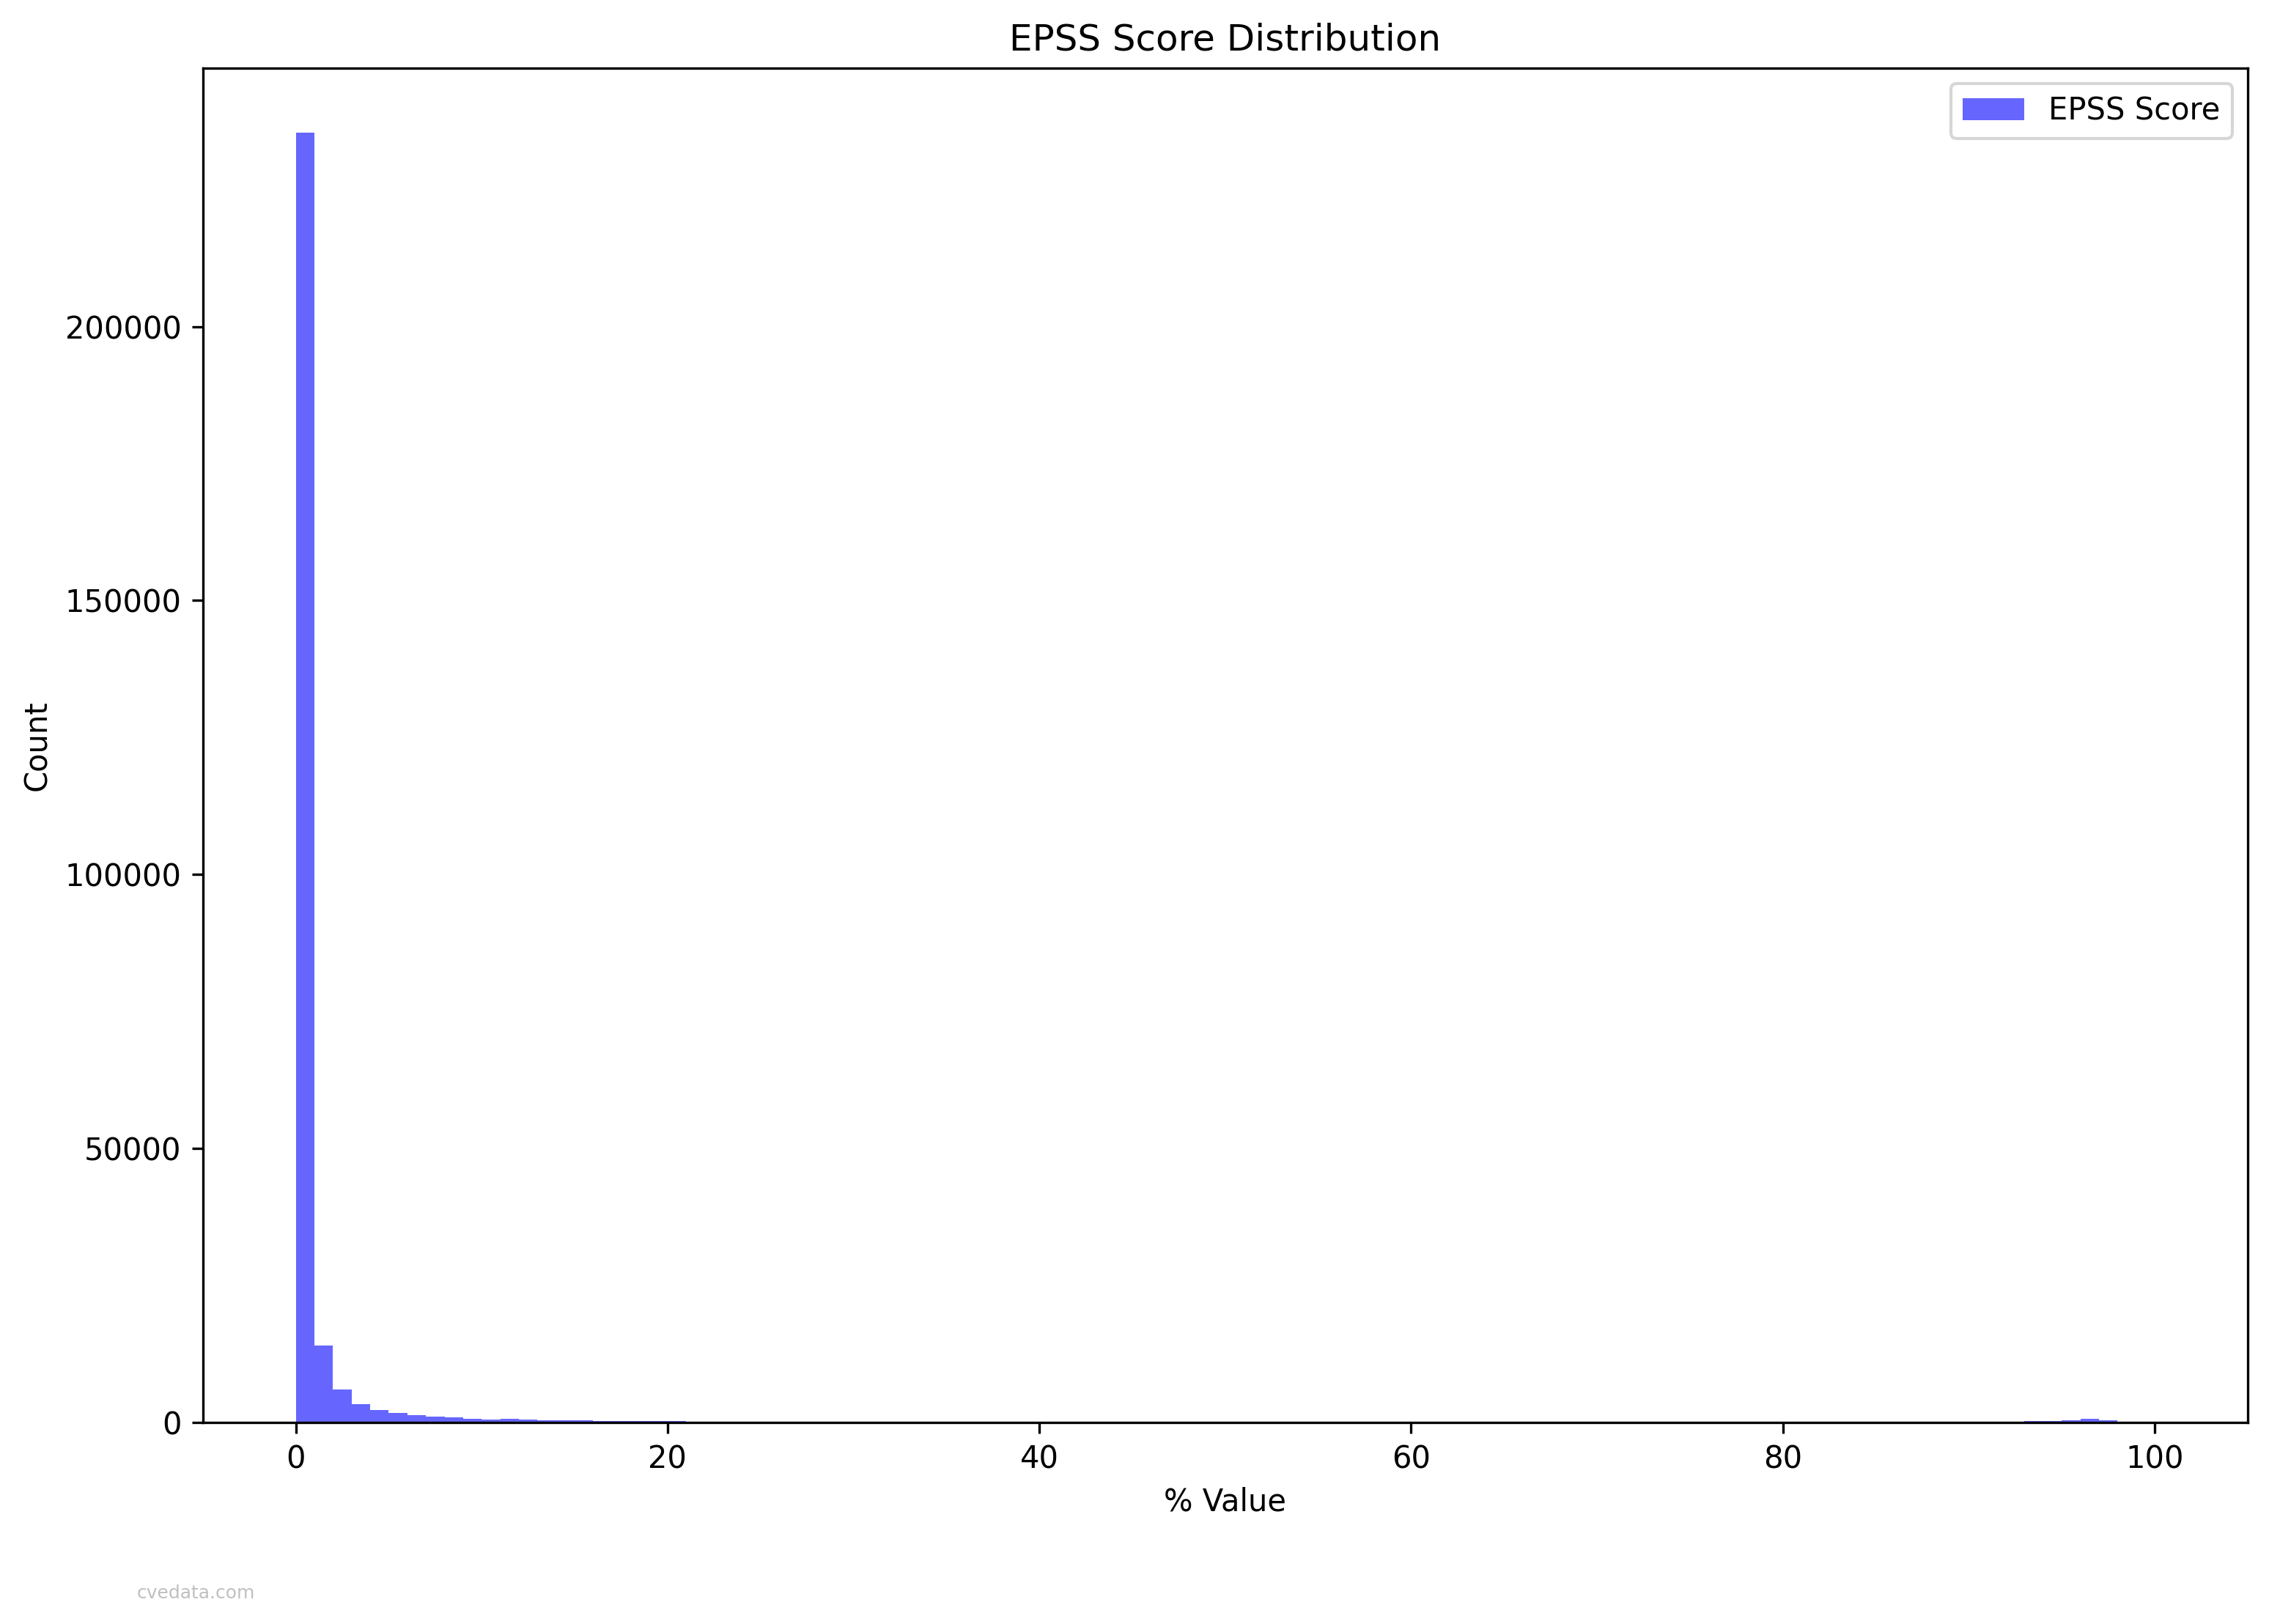 EPSS Score Distribution
EPSS Score
200000
150000
100000
50000
0
Count
0 20 40 60 80 100
% Value
cvedata.com